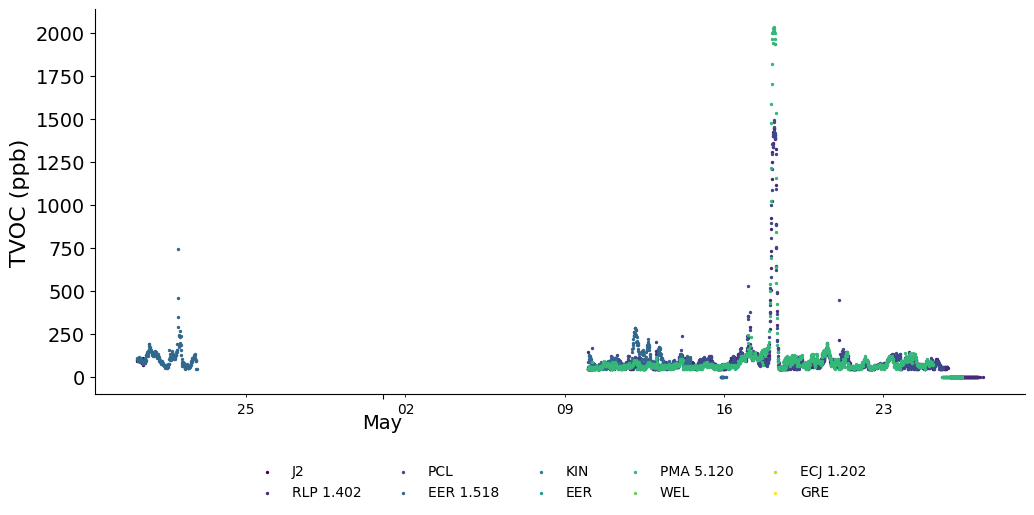 2000
1750
1500
1250
1000
750
500
250
0
TVOC (ppb)
25 02 09 16 23
May
J2 PCL KIN PMA 5.120 ECJ 1.202
RLP 1.402 EER 1.518 EER WEL GRE